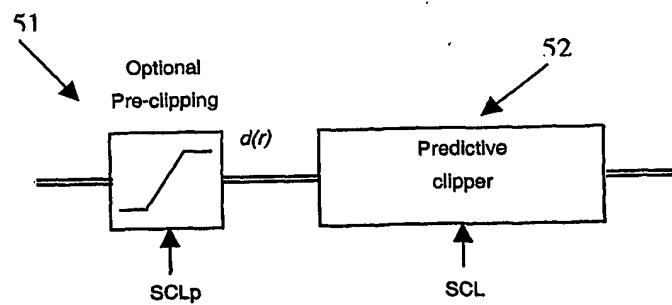 51
52
Optional
Pre-clipping
d(r)
Predictive
clipper
SCLp
SCL